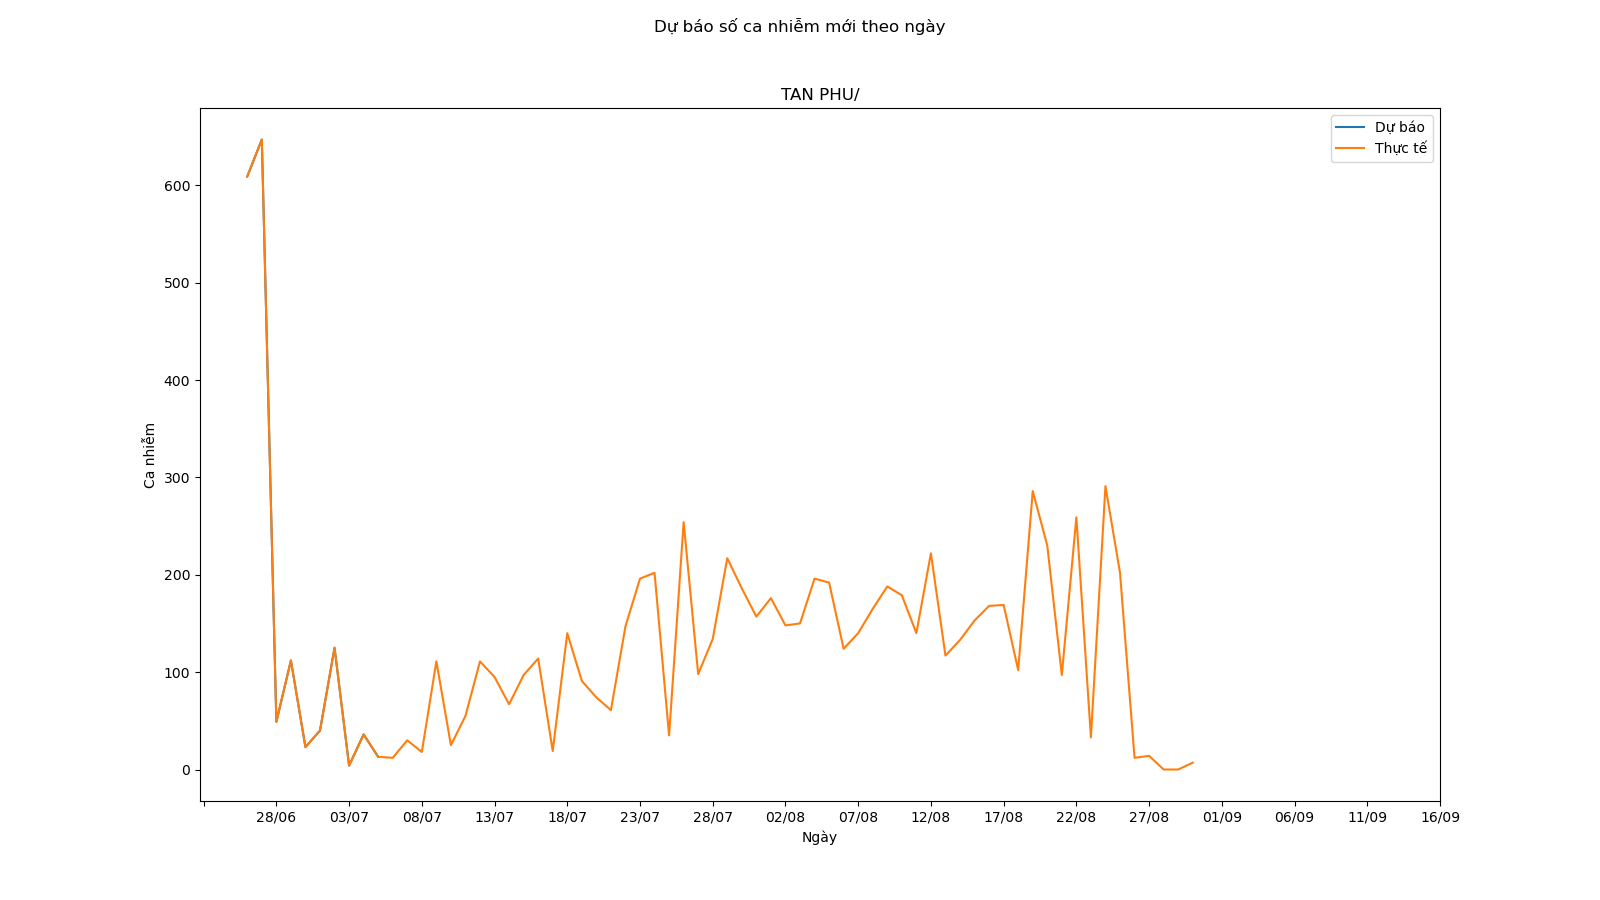 Dự báo số ca nhiễm mới theo ngày
TAN PHU/
Dự báo
Thực tế
600
500
400
300
200
100
0
Ca nhiễm
28/06 03/07 08/07 13/07 18/07 23/07 28/07 02/08 07/08 12/08 17/08 22/08 27/08 01/09 06/09 11/09 16/09
Ngày